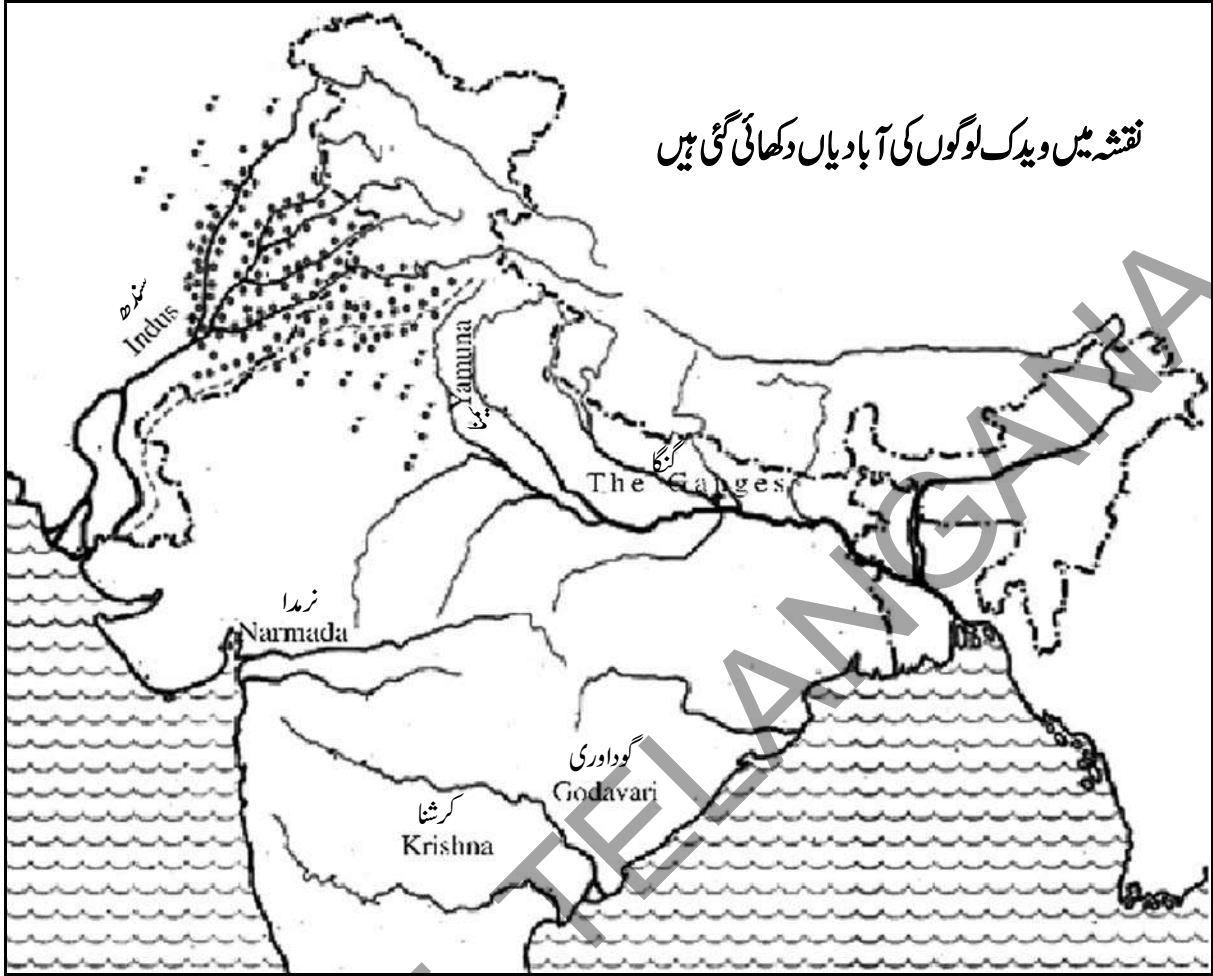 نقشہ میں ویدک لوگوں کی آبادیاں دکھائی گئی ہیں
سندھ
Indus
Yamuna
گنگا
The Ganges
نرمدا
Narmada
گوداوری
Godavari
کرشنا
Krishna
TELANGANA